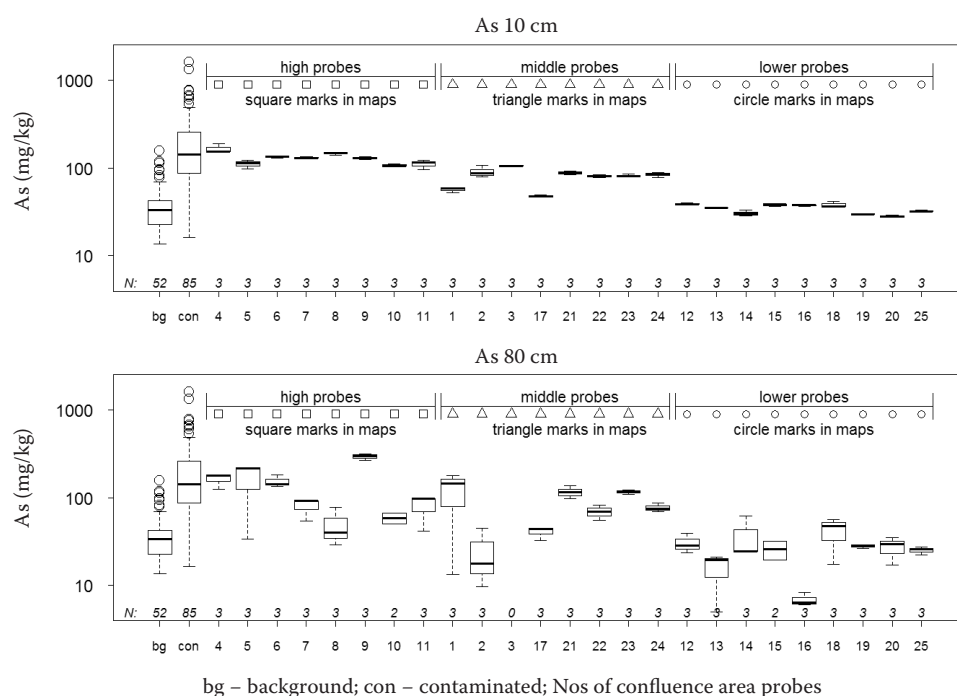 As 10 cm
high probes middle probes lower probes
square marks in maps triangle marks in maps circle marks in maps
As (mg/kg)
1000
100
10
N: 52 85 3 3 3 3 3 3 3 3 3 3 3 3 3 3 3 3 3 3 3 3 3 3 3 3 3
bg con 4 5 6 7 8 9 10 11 1 2 3 17 21 22 23 24 12 13 14 15 16 18 19 20 25
As 80 cm
high probes middle probes lower probes
square marks in maps triangle marks in maps circle marks in maps
As (mg/kg)
1000
100
10
N: 52 85 3 3 3 3 3 3 2 3 3 3 0 3 3 3 3 3 3 3 3 2 3 3 3 3 3
bg con 4 5 6 7 8 9 10 11 1 2 3 17 21 22 23 24 12 13 14 15 16 18 19 20 25
bg – background; con – contaminated; Nos of confluence area probes